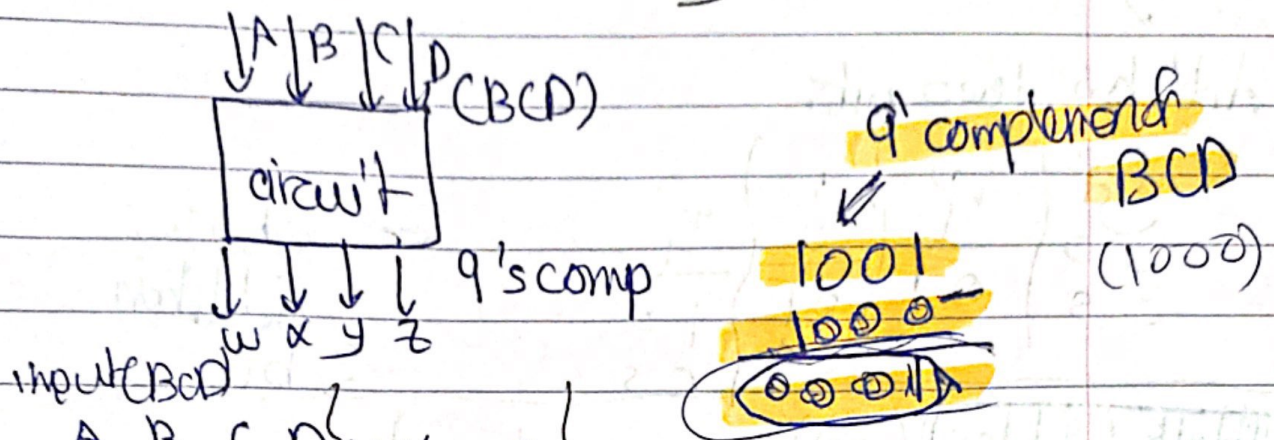 A B C D (BCD)
circuit
w x y z 9's comp
9' complement
BCD
1001
(1000)
1000 -
0001
input(BCD)
A B C D